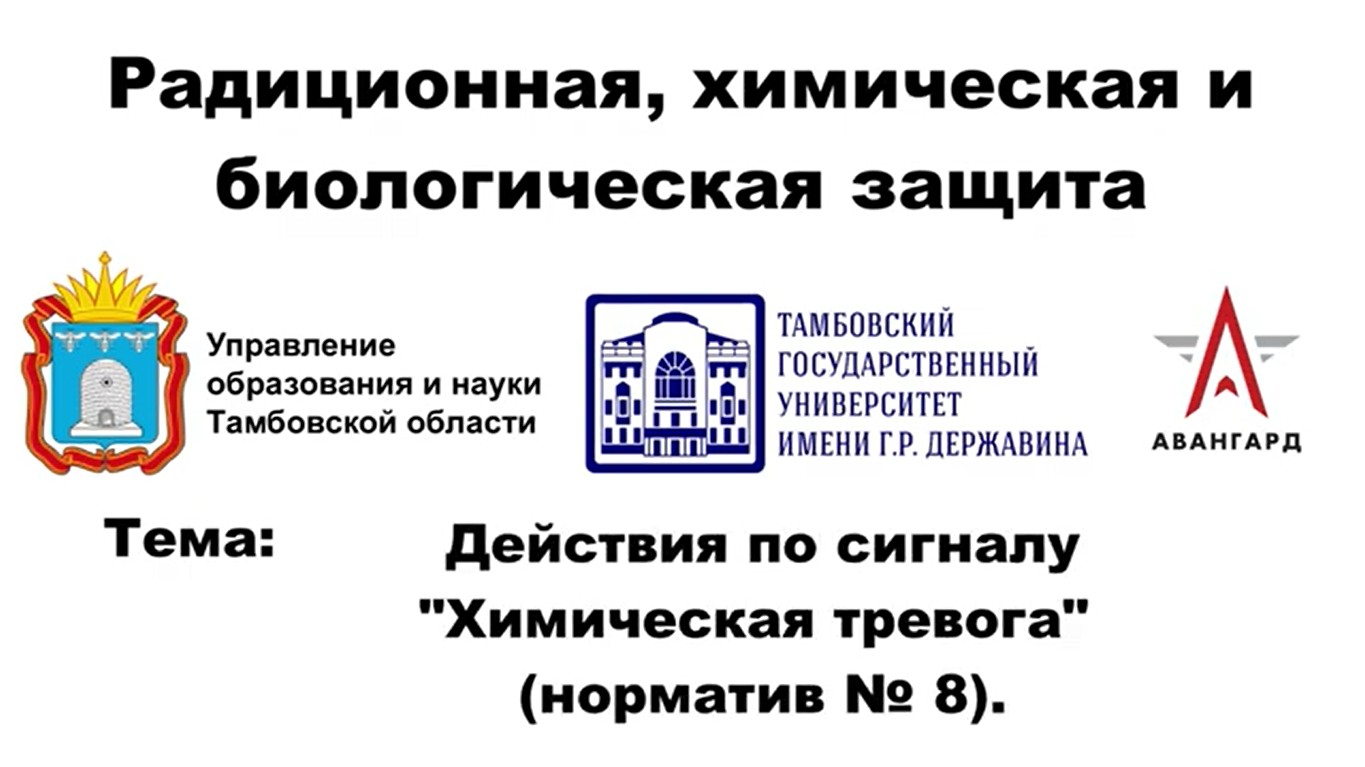 Радиционная, химическая и
биологическая защита
Управление
образования и науки
Тамбовской области
ТАМБОВСКИЙ
ГОСУДАРСТВЕННЫЙ
УНИВЕРСИТЕТ
ИМЕНИ Г.Р. ДЕРЖАВИНА
АВАНГАРД
Тема:
Действия по сигналу
"Химическая тревога"
(норматив № 8).